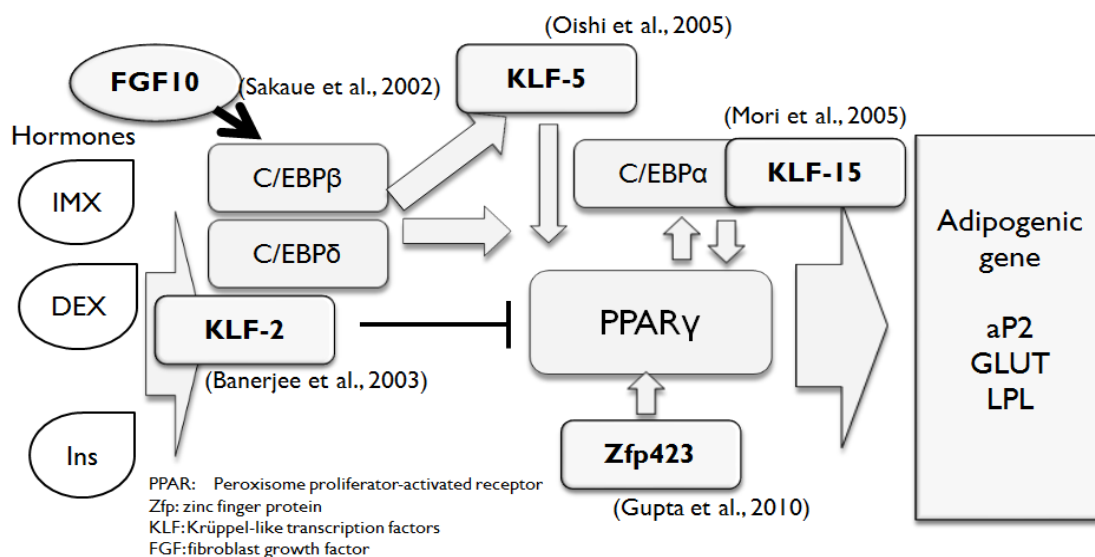 (Oishi et al., 2005)
FGF10
(Sakaue et al., 2002)
KLF-5
(Mori et al., 2005)
Hormones
IMX
DEX
Ins
C/EBPβ
C/EBPδ
KLF-2
(Banerjee et al., 2003)
C/EBPα
KLF-15
PPARγ
Zfp423
(Gupta et al., 2010)
Adipogenic
gene
aP2
GLUT
LPL
PPAR: Peroxisome proliferator-activated receptor
Zfp: zinc finger protein
KLF: Krüppel-like transcription factors
FGF: fibroblast growth factor